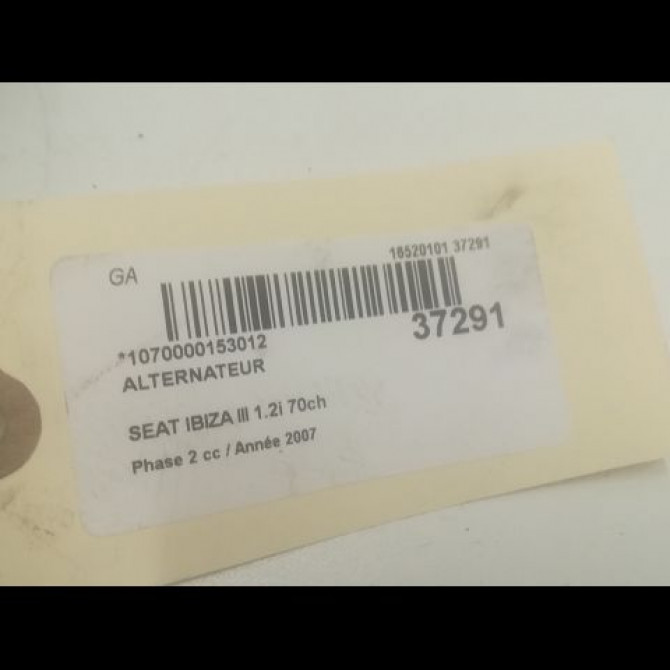 GA
16520101 37291
*1070000153012
37291
ALTERNATEUR
SEAT IBIZA III 1.2i 70ch
Phase 2 cc / Année 2007